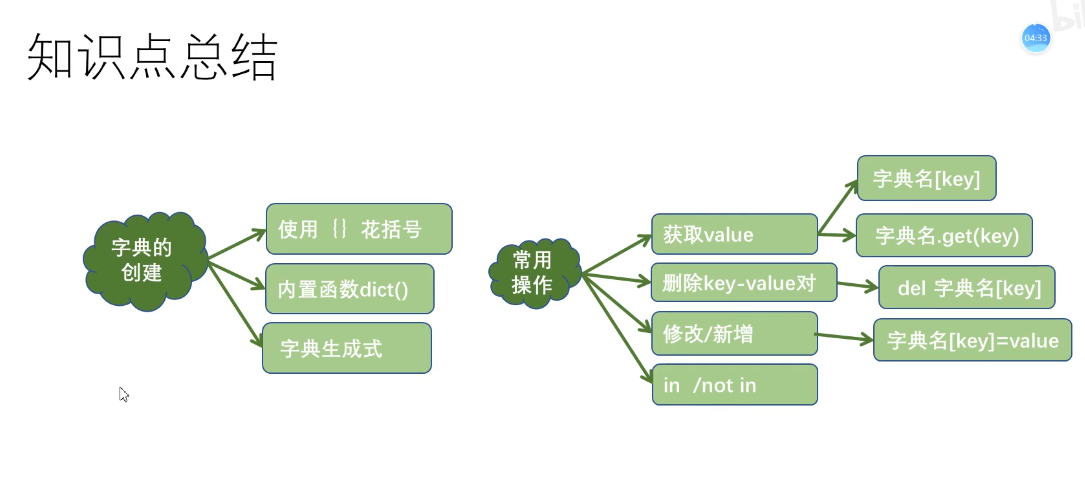 知识点总结
04:33
字典的
创建
使用 {} 花括号
内置函数dict()
字典生成式
常用
操作
获取value
字典名[key]
字典名.get(key)
删除key-value对
del 字典名[key]
修改/新增
字典名[key]=value
in /not in